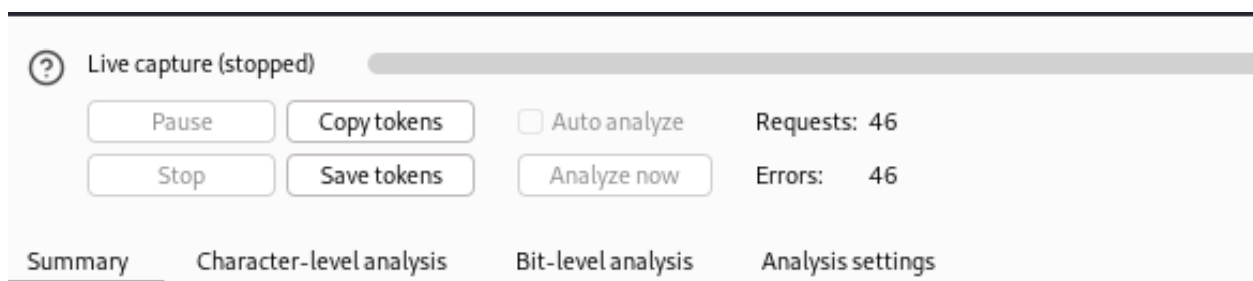 Live capture (stopped)
Pause Copy tokens Auto analyze Requests: 46
Stop Save tokens Analyze now Errors: 46
Summary Character-level analysis Bit-level analysis Analysis settings